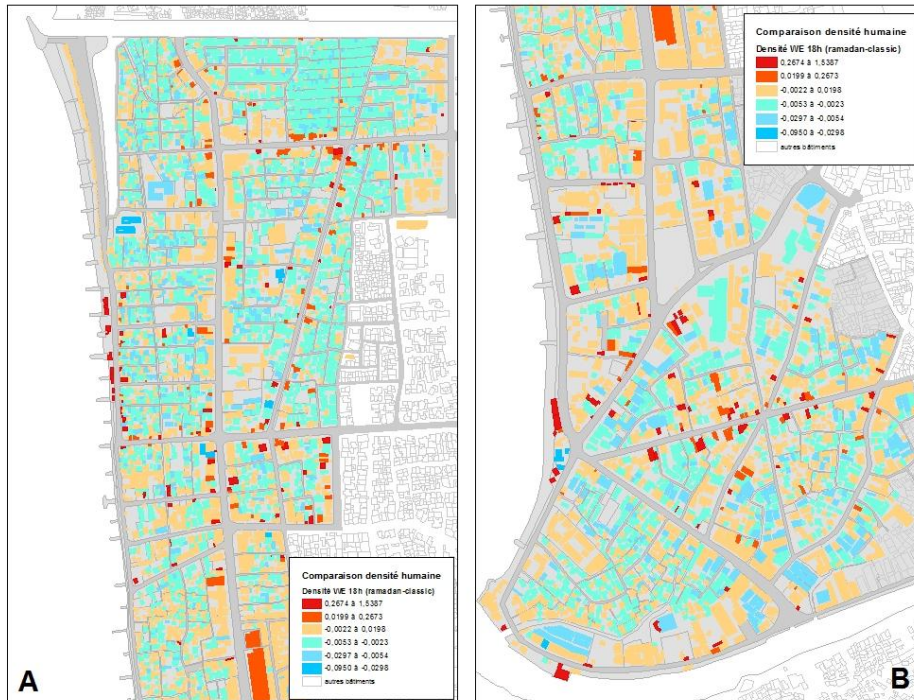 Comparaison densité humaine
Densité WE 18h (ramadan-classic)
0,2674 à 1,5387
0,0199 à 0,2673
-0,0022 à 0,0198
-0,0053 à -0,0023
-0,0297 à -0,0054
-0,0950 à -0,0298
autres bâtiments
A
Comparaison densité humaine
Densité WE 18h (ramadan-classic)
0,2674 à 1,5387
0,0199 à 0,2673
-0,0022 à 0,0198
-0,0053 à -0,0023
-0,0297 à -0,0054
-0,0950 à -0,0298
autres bâtiments
B